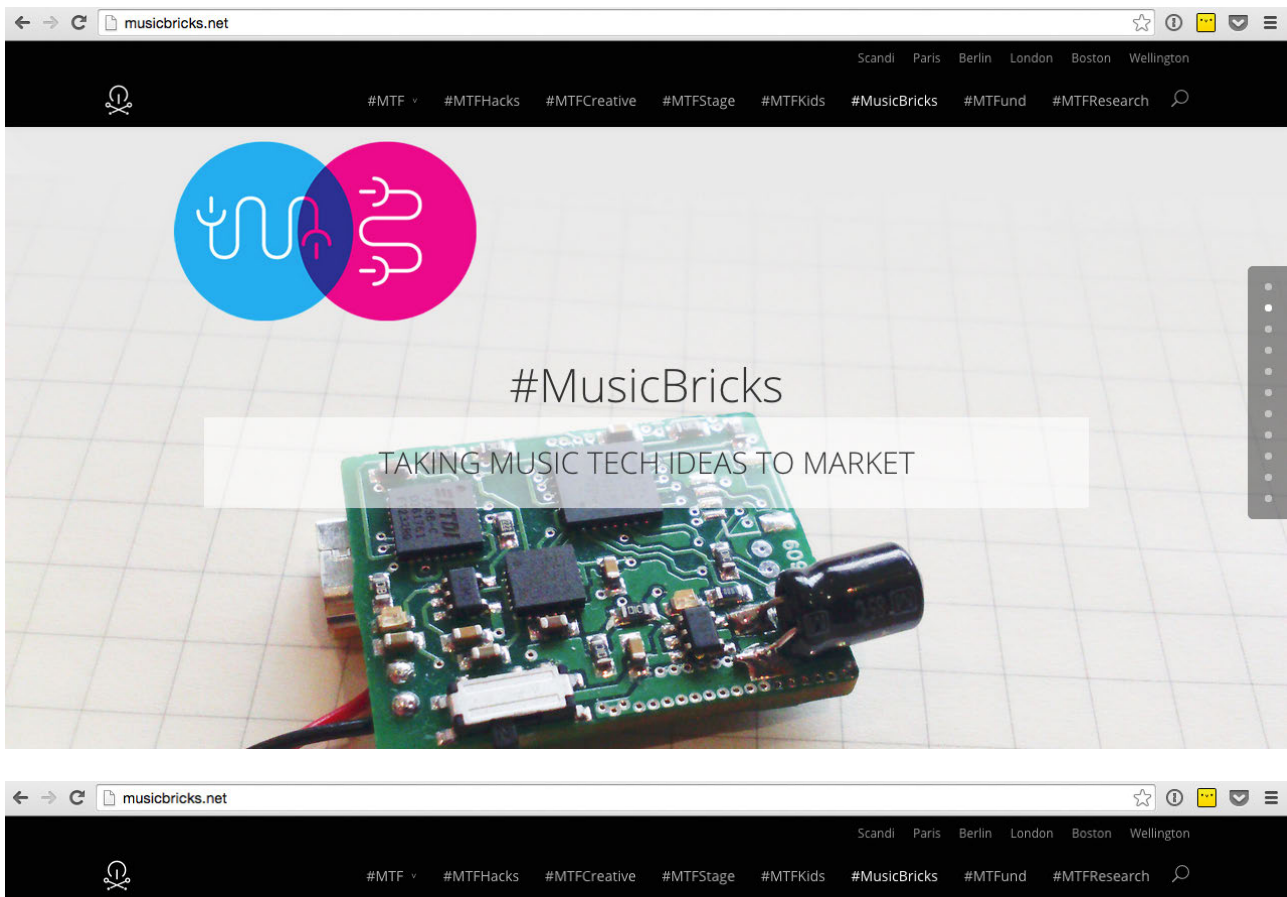 musicbricks.net
Scandi Paris Berlin London Boston Wellington
#MTF #MTFHacks #MTFCreative #MTFStage #MTFKids #MusicBricks #MTFund #MTFResearch
#MusicBricks
TAKING MUSIC TECH IDEAS TO MARKET
FTDI
609
musicbricks.net
Scandi Paris Berlin London Boston Wellington
#MTF #MTFHacks #MTFCreative #MTFStage #MTFKids #MusicBricks #MTFund #MTFResearch